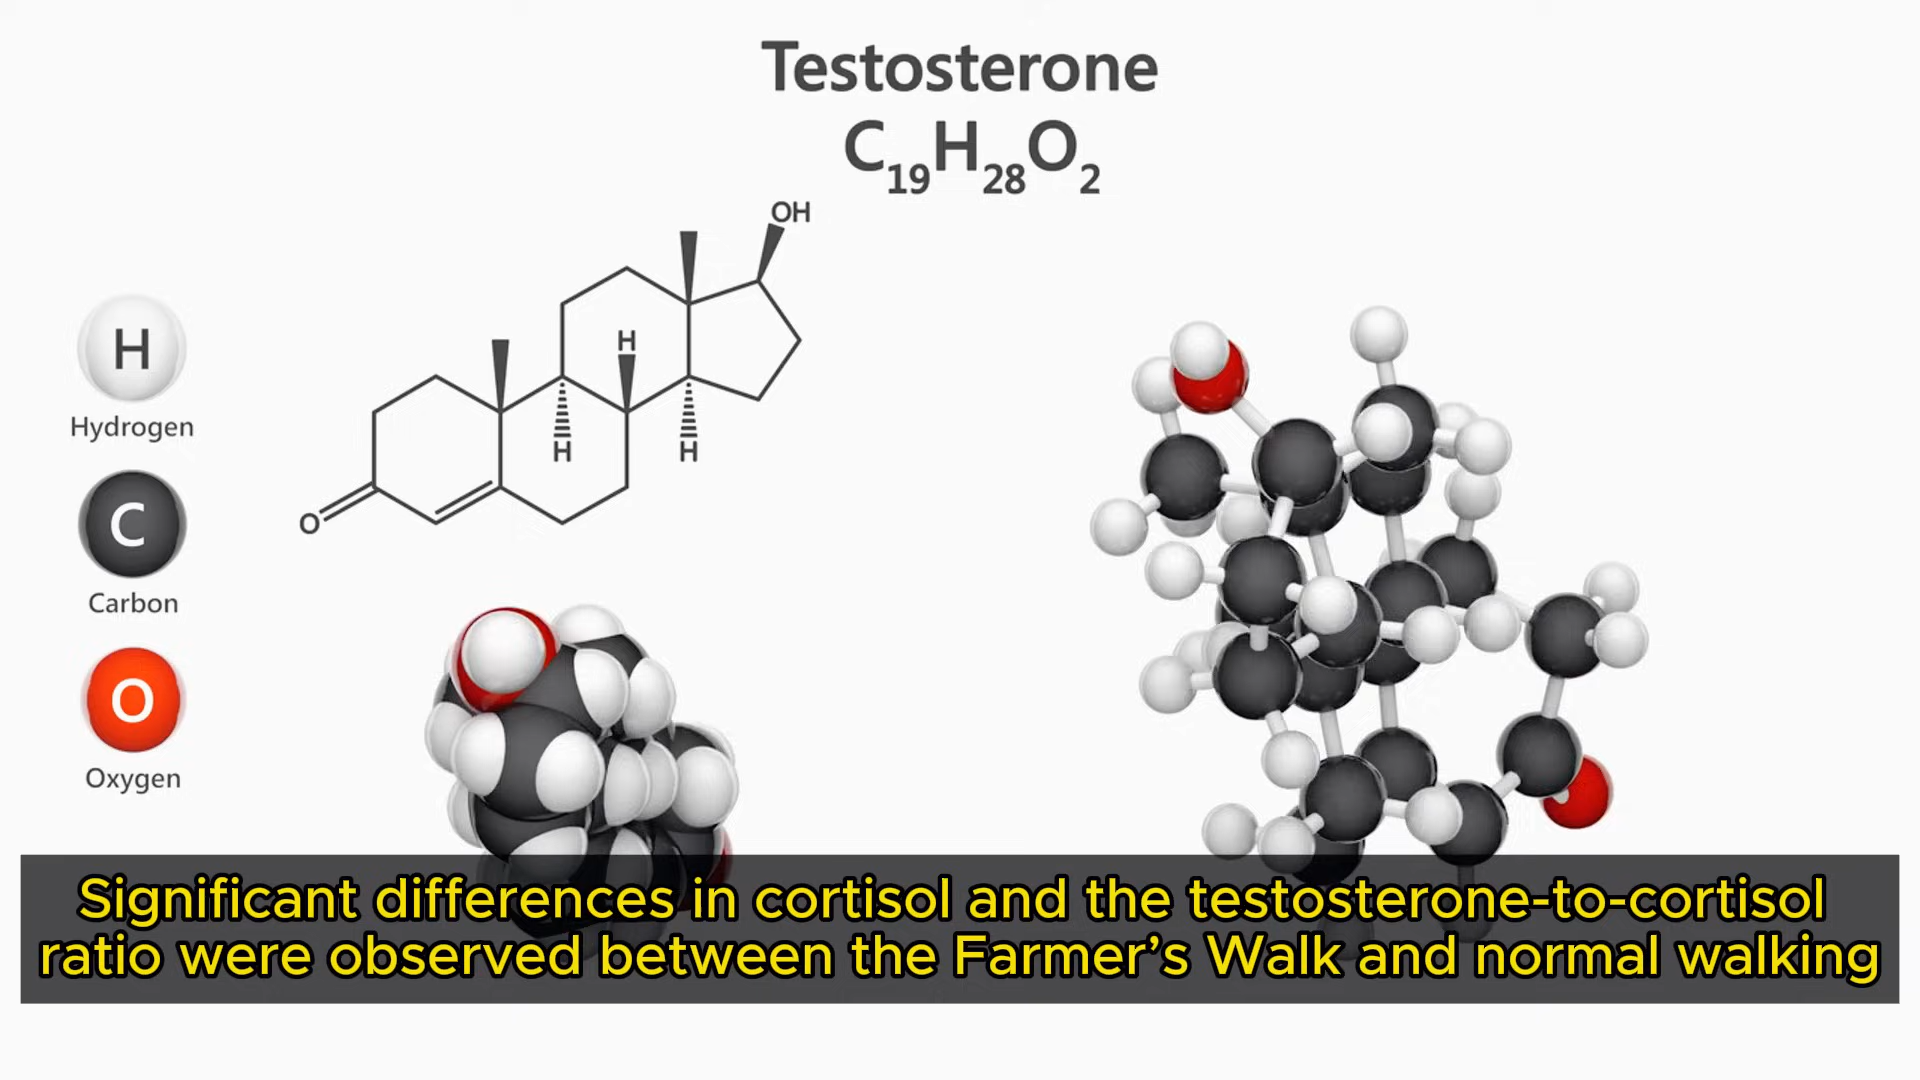 Testosterone
C₁₉H₂₈O₂
OH
H
H
H
O
H
Hydrogen
C
Carbon
O
Oxygen
Significant differences in cortisol and the testosterone-to-cortisol
ratio were observed between the Farmer’s Walk and normal walking